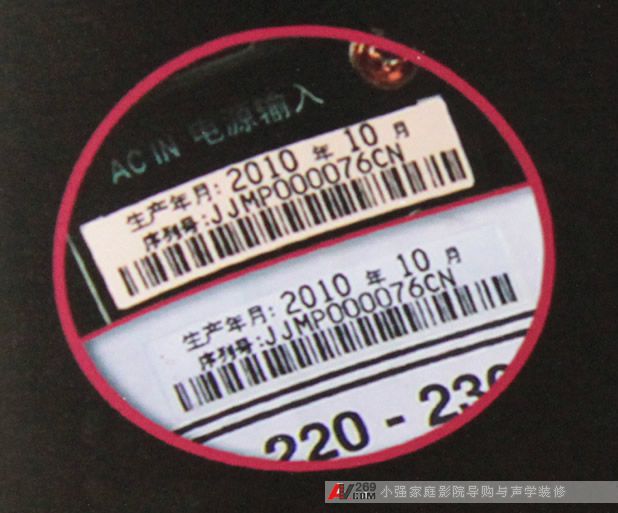 AC IN 电源输入
生产年月: 2010 年 10 月
序列号:JJMP000076CN
生产年月: 2010 年 10 月
序列号:JJMP000076CN
220 - 230
AV269.COM 小强家庭影院导购与声学装修